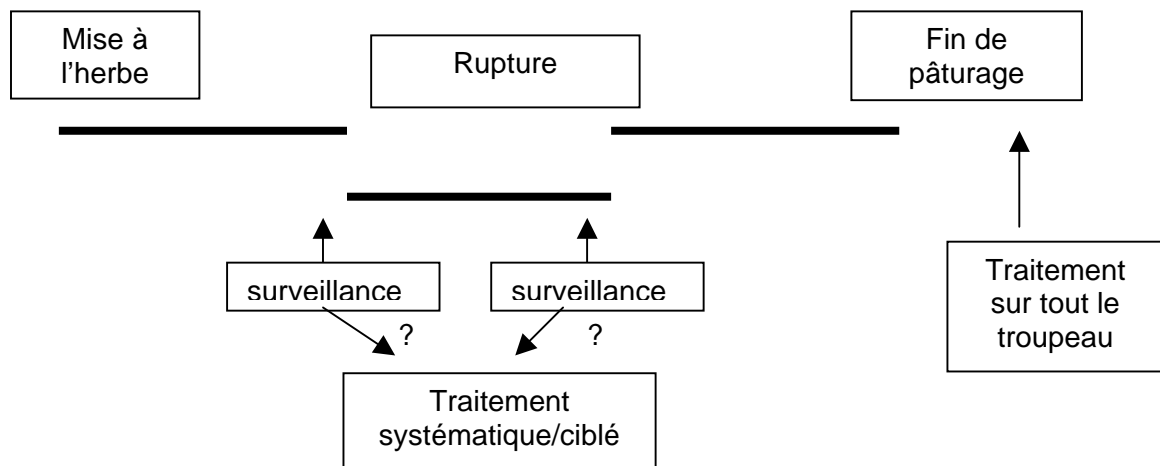 Mise à
l'herbe
Rupture
Fin de
pâturage
surveillance
surveillance
?
?
Traitement
systématique/ciblé
Traitement
sur tout le
troupeau